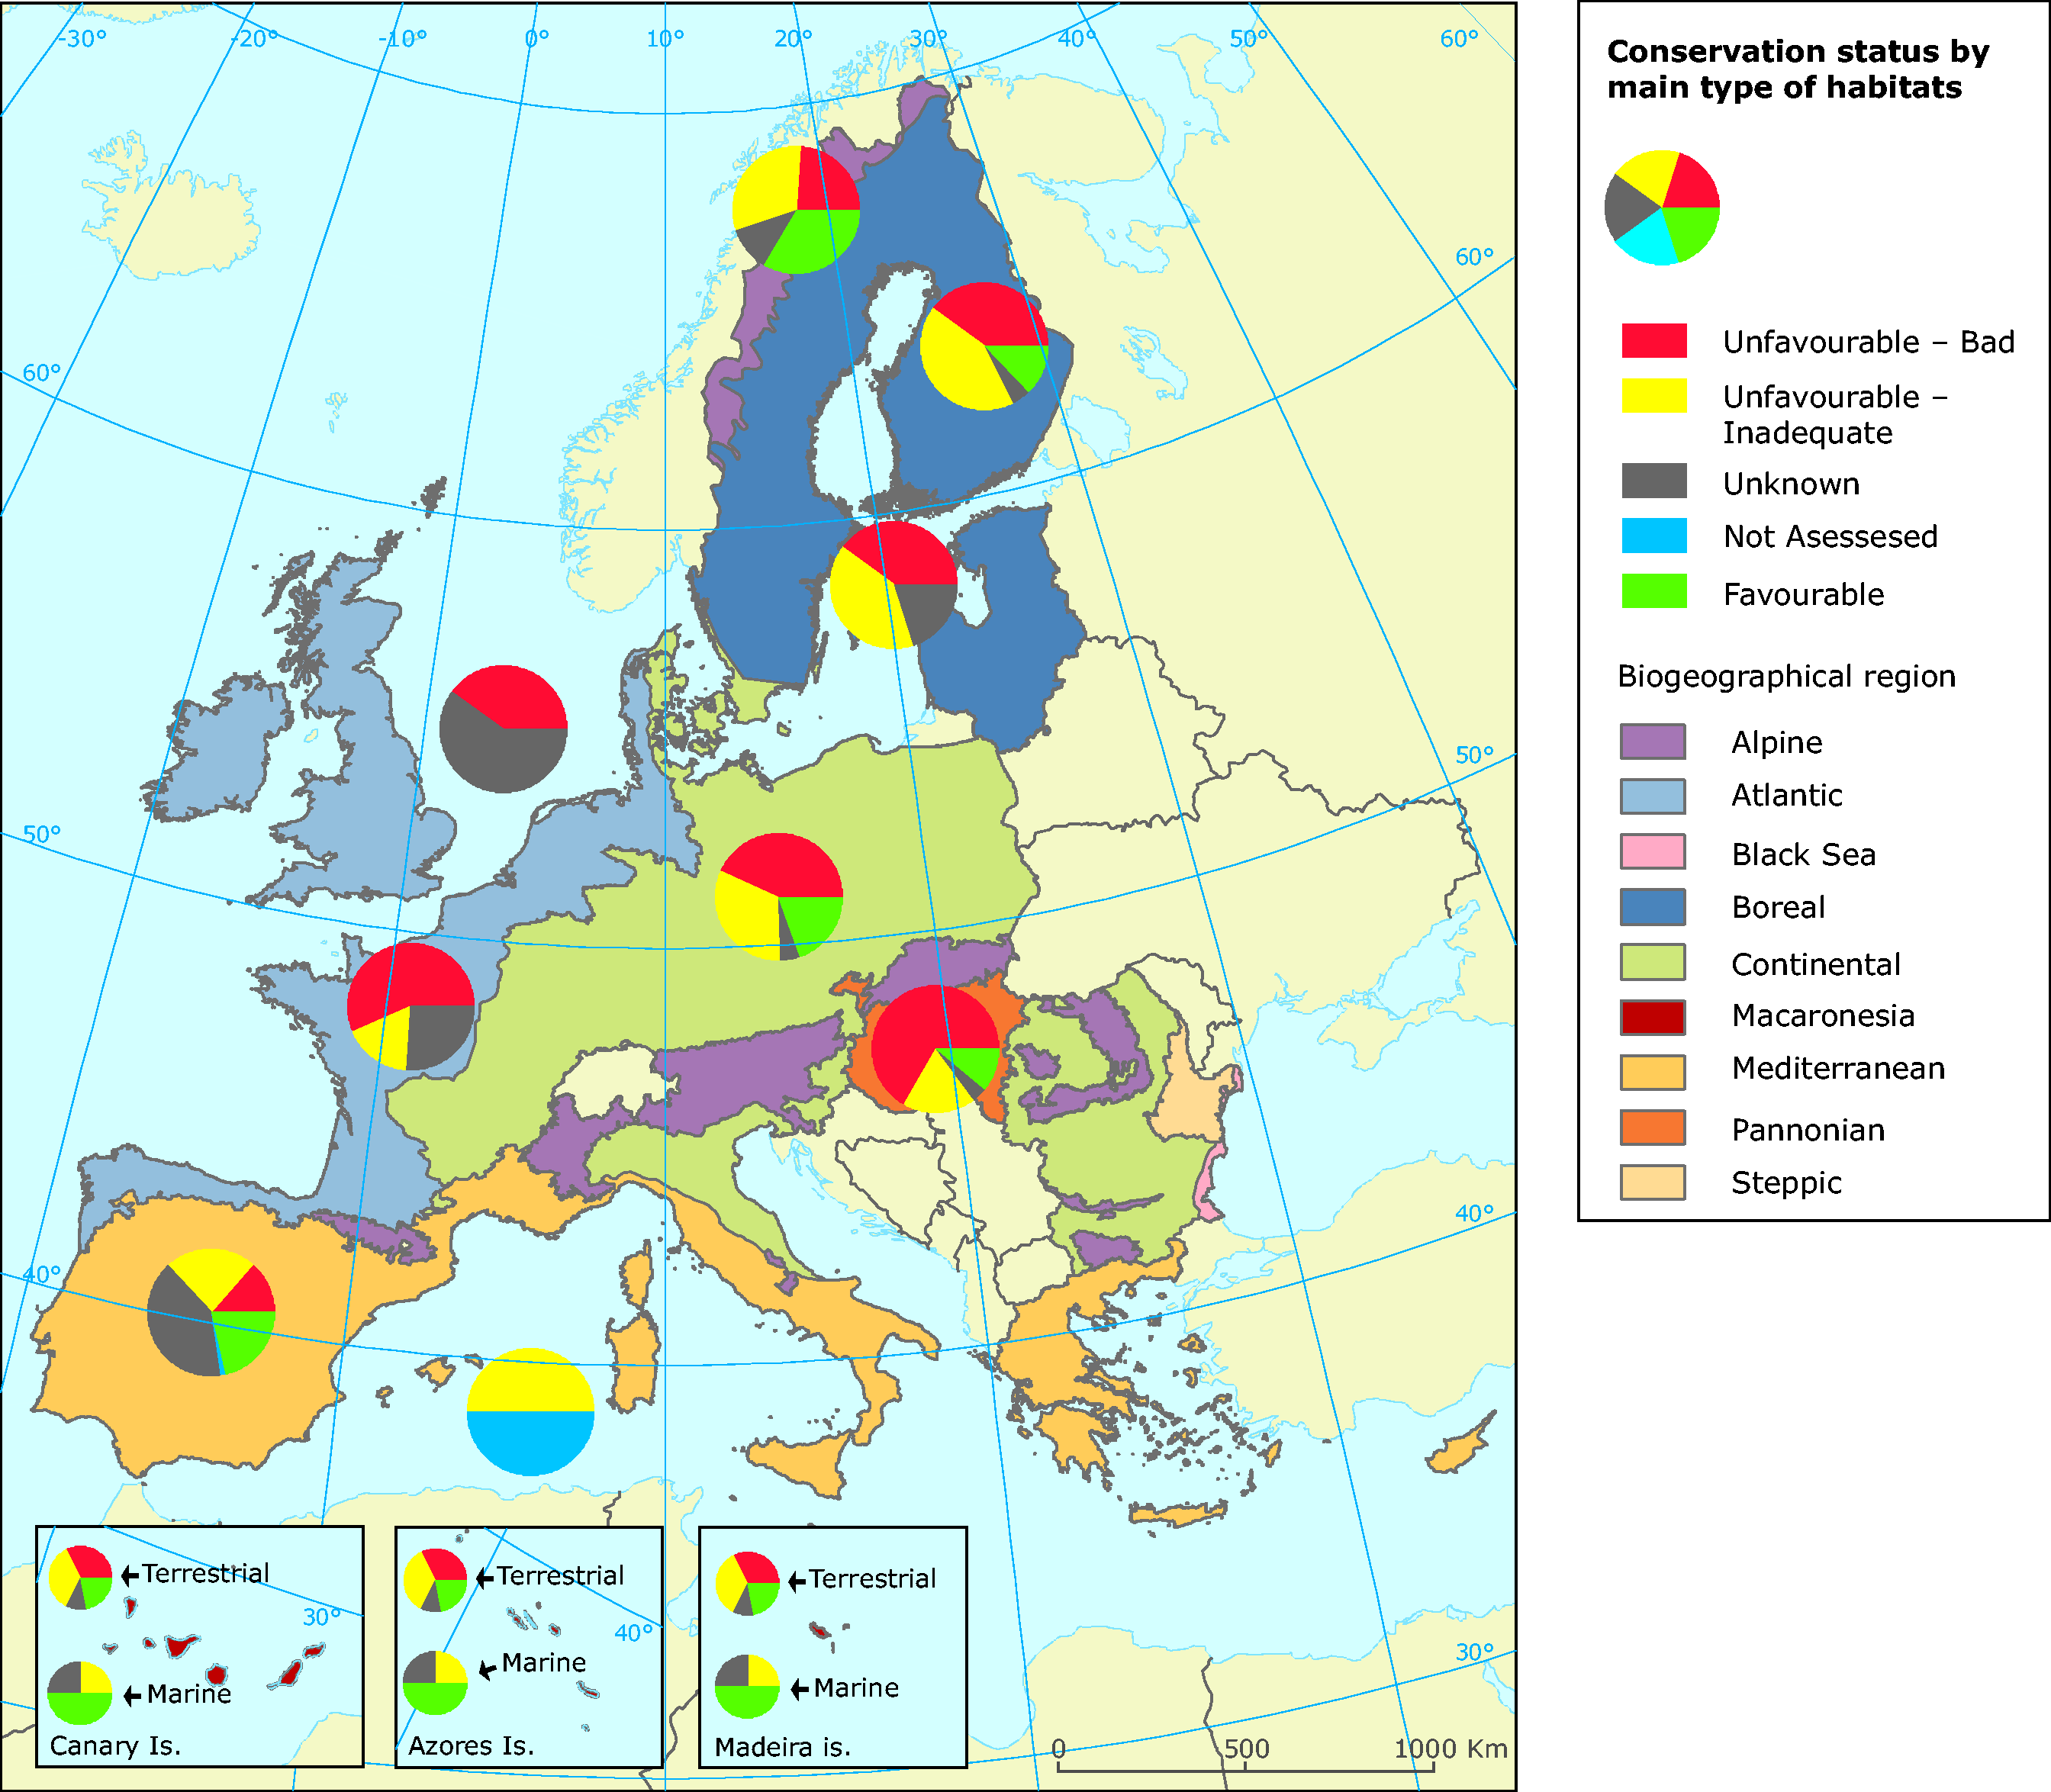 -30°
-20°
-10°
0°
10°
20°
30°
40°
50°
60°
60°
60°
50°
50°
40°
40°
30°
Terrestrial
30°
Marine
Canary Is.
Terrestrial
40°
Marine
Azores Is.
Terrestrial
Marine
Madeira is.
0 500 1000 Km
Conservation status by
main type of habitats
Unfavourable – Bad
Unfavourable –
Inadequate
Unknown
Not Asessesed
Favourable
Biogeographical region
Alpine
Atlantic
Black Sea
Boreal
Continental
Macaronesia
Mediterranean
Pannonian
Steppic